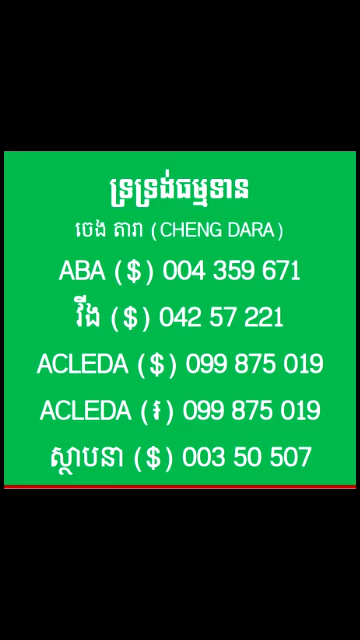 ទ្រទ្រង់ធម្មទាន
ចេង តារា (CHENG DARA)
ABA ($) 004 359 671
វីង ($) 042 57 221
ACLEDA ($) 099 875 019
ACLEDA (៛) 099 875 019
ស្ថាបនា ($) 003 50 507